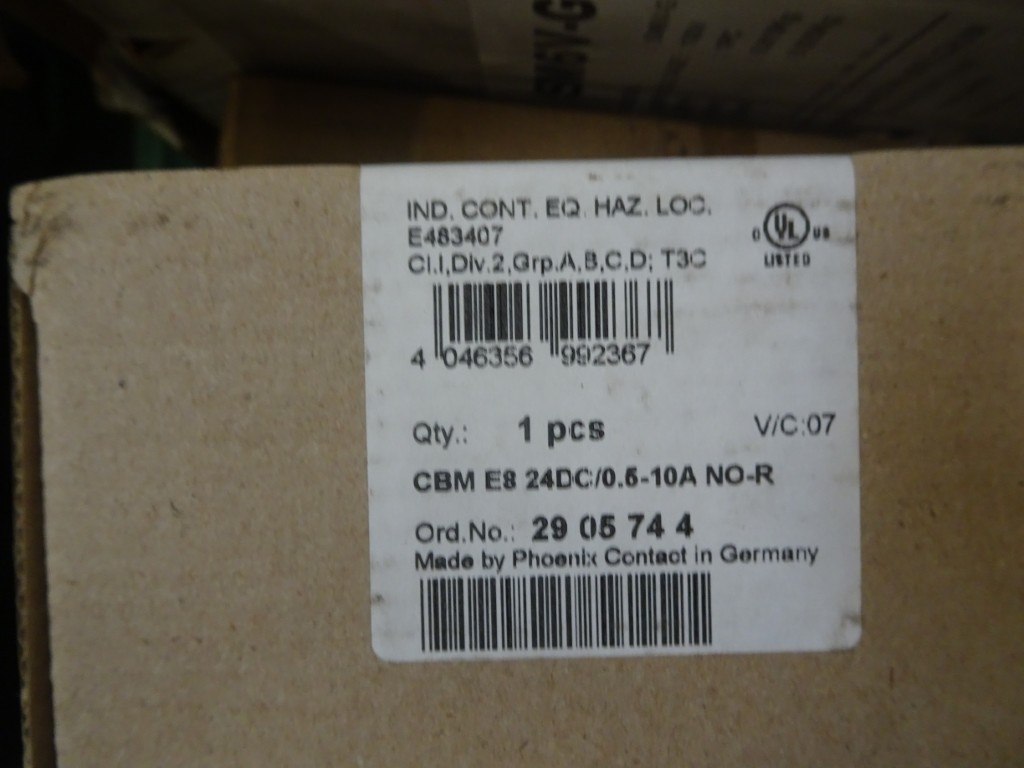 SM5V-G
IND. CONT. EQ. HAZ. LOC.
E483407
Cl.I,Div.2,Grp.A,B,C,D; T3C
C UL US
LISTED
4 046356 992367
Qty.: 1 pcs V/C:07
CBM E8 24DC/0.5-10A NO-R
Ord.No.: 29 05 74 4
Made by Phoenix Contact in Germany